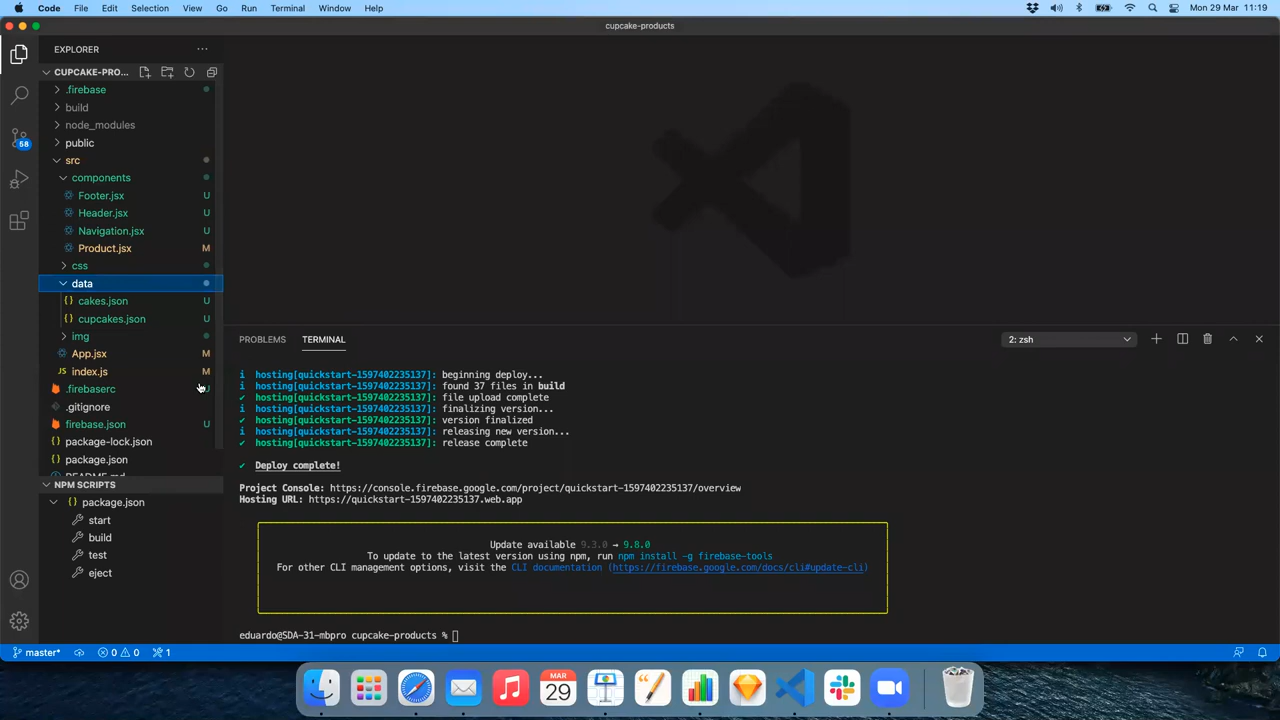 Code File Edit Selection View Go Run Terminal Window Help Mon 29 Mar 11:19
cupcake-products
EXPLORER
CUPCAKE-PRO...
.firebase
build
node_modules
public
58
src
components
Footer.jsx U
Header.jsx U
Navigation.jsx U
Product.jsx M
css
data
{} cakes.json U
{} cupcakes.json U
img
App.jsx M
JS index.js M
.firebaserc
.gitignore
firebase.json U
package-lock.json
package.json
README.md
NPM SCRIPTS
package.json
start
build
test
eject
PROBLEMS TERMINAL 2: zsh
i hosting[quickstart-1597402235137]: beginning deploy...
i hosting[quickstart-1597402235137]: found 37 files in build
✔ hosting[quickstart-1597402235137]: file upload complete
i hosting[quickstart-1597402235137]: finalizing version...
✔ hosting[quickstart-1597402235137]: version finalized
i hosting[quickstart-1597402235137]: releasing new version...
✔ hosting[quickstart-1597402235137]: release complete
✔ Deploy complete!
Project Console: https://console.firebase.google.com/project/quickstart-1597402235137/overview
Hosting URL: https://quickstart-1597402235137.web.app
Update available 9.3.0 → 9.8.0
To update to the latest version using npm, run npm install -g firebase-tools
For other CLI management options, visit the CLI documentation (https://firebase.google.com/docs/cli#update-cli)
eduardo@SDA-31-mbpro cupcake-products %
master* 0 0 1
MAR
29